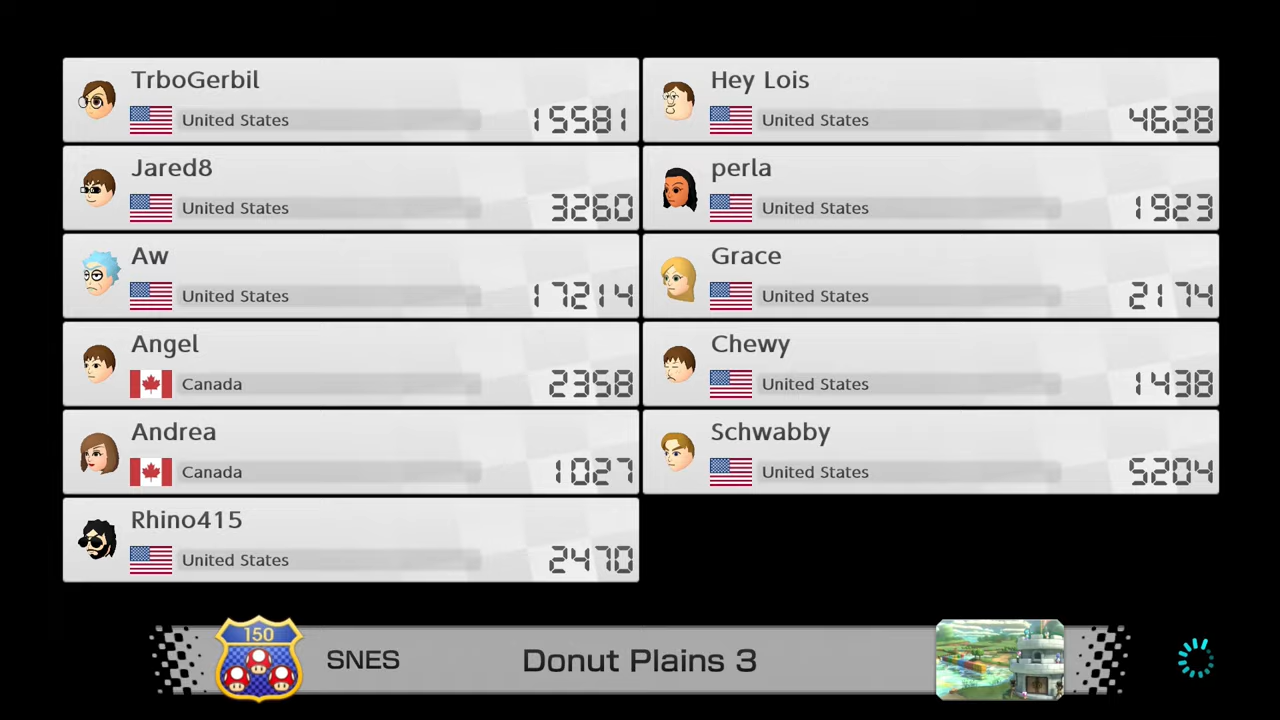 TrboGerbil
United States 15581
Hey Lois
United States 4628
Jared8
United States 3260
perla
United States 1923
Aw
United States 17214
Grace
United States 2174
Angel
Canada 2358
Chewy
United States 1438
Andrea
Canada 1027
Schwabby
United States 5204
Rhino415
United States 2470
150
SNES Donut Plains 3